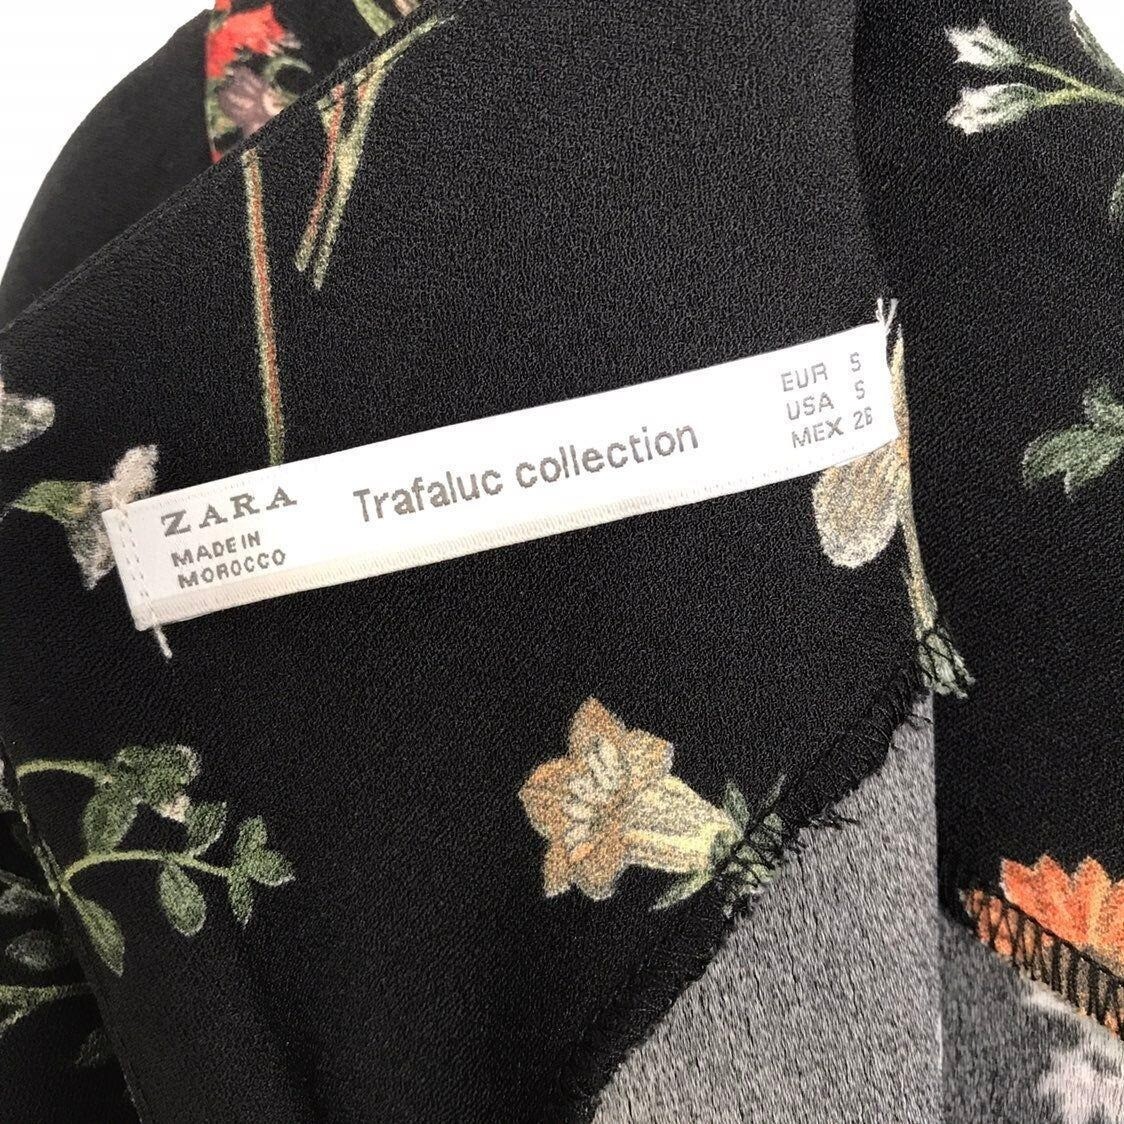 ZARA
MADE IN
MOROCCO
Trafaluc collection
EUR S
USA S
MEX 26